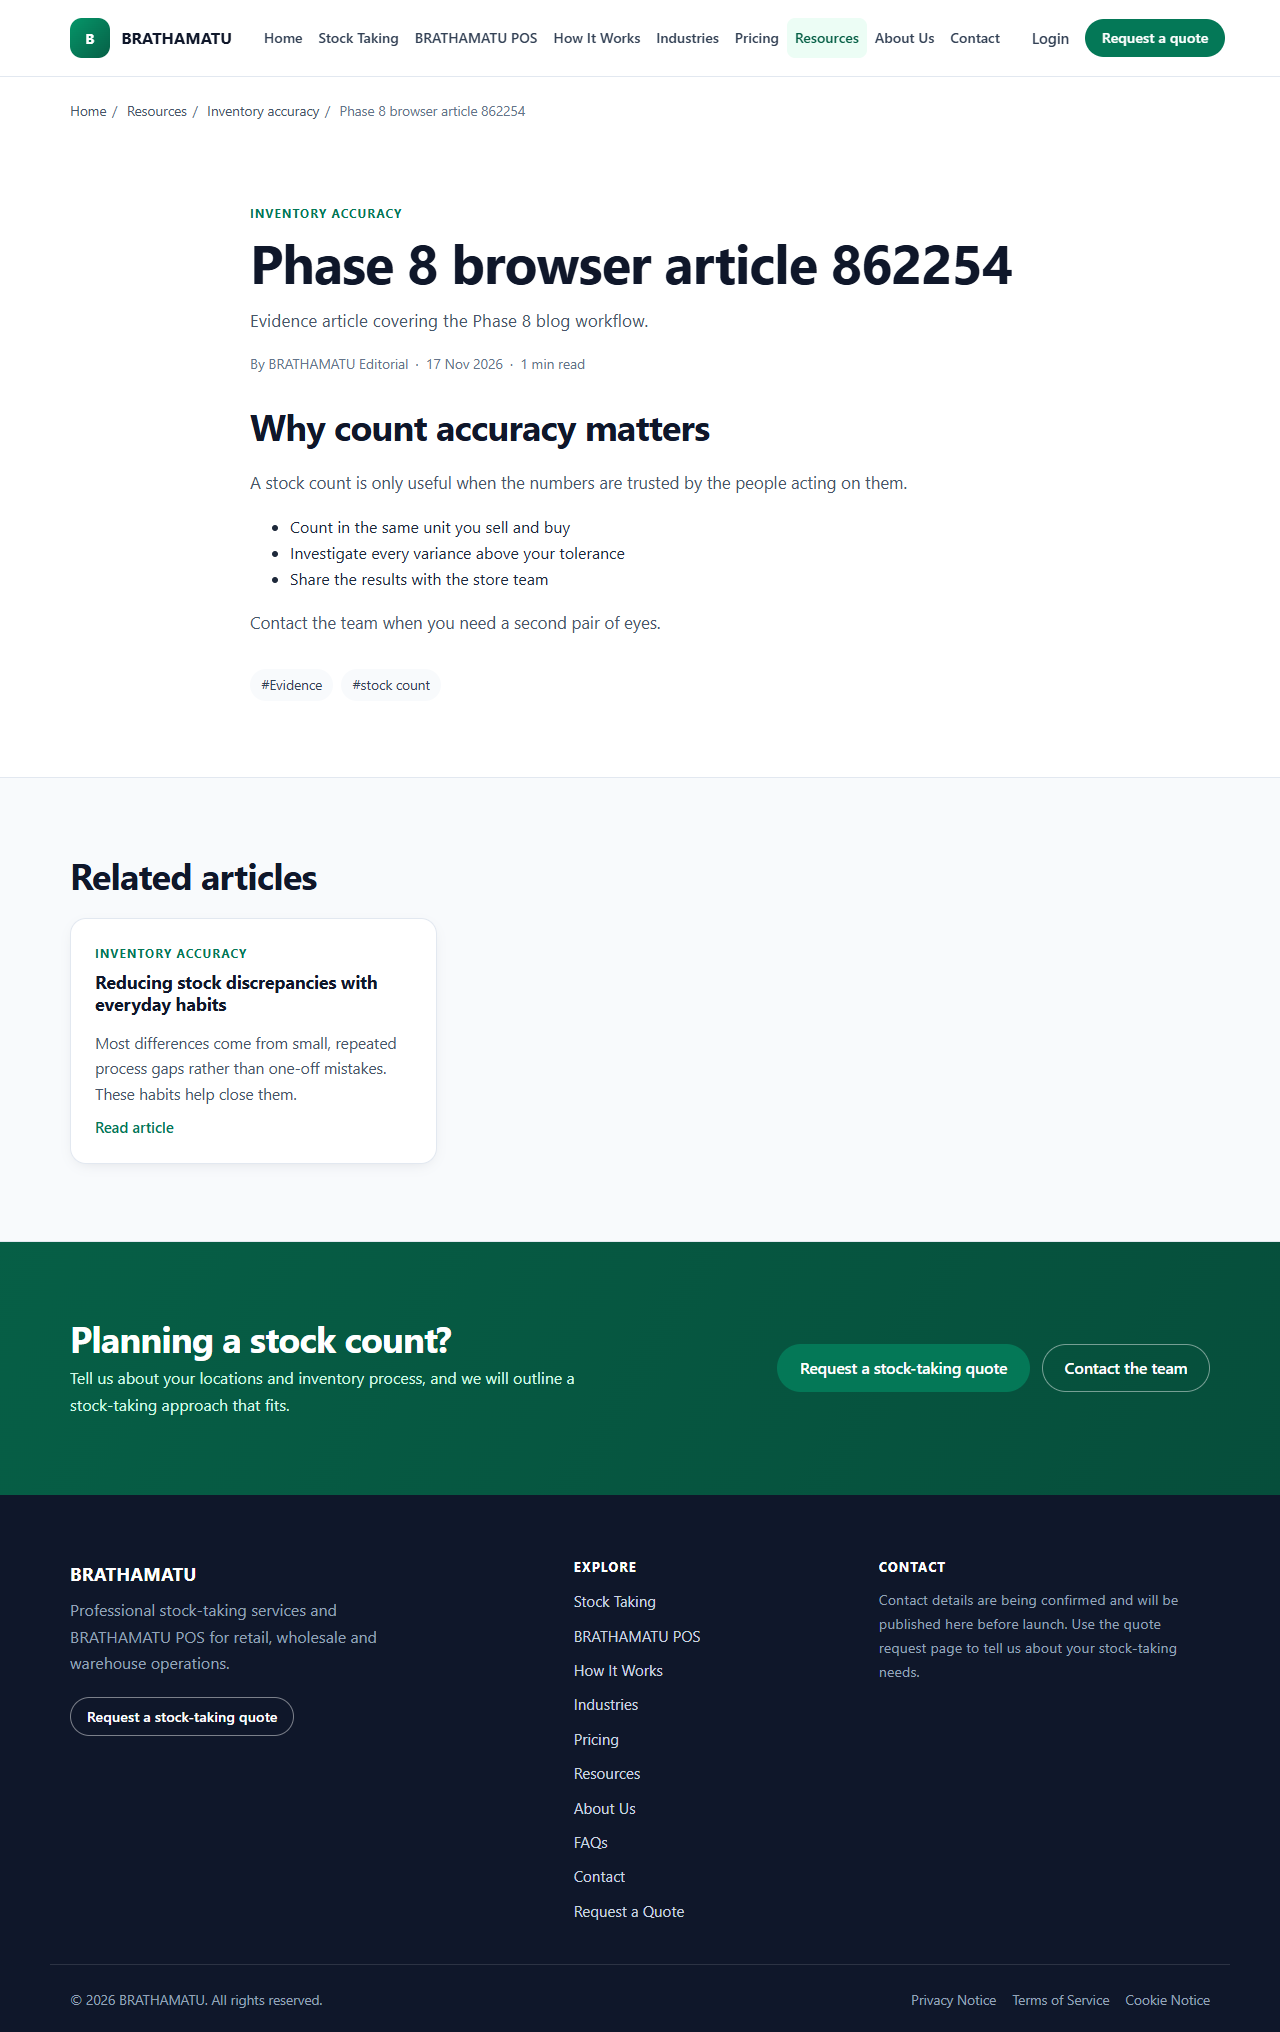 B BRATHAMATU Home Stock Taking BRATHAMATU POS How It Works Industries Pricing Resources About Us Contact Login Request a quote
Home / Resources / Inventory accuracy / Phase 8 browser article 862254
INVENTORY ACCURACY
Phase 8 browser article 862254
Evidence article covering the Phase 8 blog workflow.
By BRATHAMATU Editorial · 17 Nov 2026 · 1 min read
Why count accuracy matters
A stock count is only useful when the numbers are trusted by the people acting on them.
• Count in the same unit you sell and buy
• Investigate every variance above your tolerance
• Share the results with the store team
Contact the team when you need a second pair of eyes.
#Evidence #stock count
Related articles
INVENTORY ACCURACY
Reducing stock discrepancies with
everyday habits
Most differences come from small, repeated
process gaps rather than one-off mistakes.
These habits help close them.
Read article
Planning a stock count?
Tell us about your locations and inventory process, and we will outline a
stock-taking approach that fits.
Request a stock-taking quote Contact the team
BRATHAMATU
Professional stock-taking services and
BRATHAMATU POS for retail, wholesale and
warehouse operations.
Request a stock-taking quote
EXPLORE
Stock Taking
BRATHAMATU POS
How It Works
Industries
Pricing
Resources
About Us
FAQs
Contact
Request a Quote
CONTACT
Contact details are being confirmed and will be
published here before launch. Use the quote
request page to tell us about your stock-taking
needs.
© 2026 BRATHAMATU. All rights reserved.
Privacy Notice Terms of Service Cookie Notice